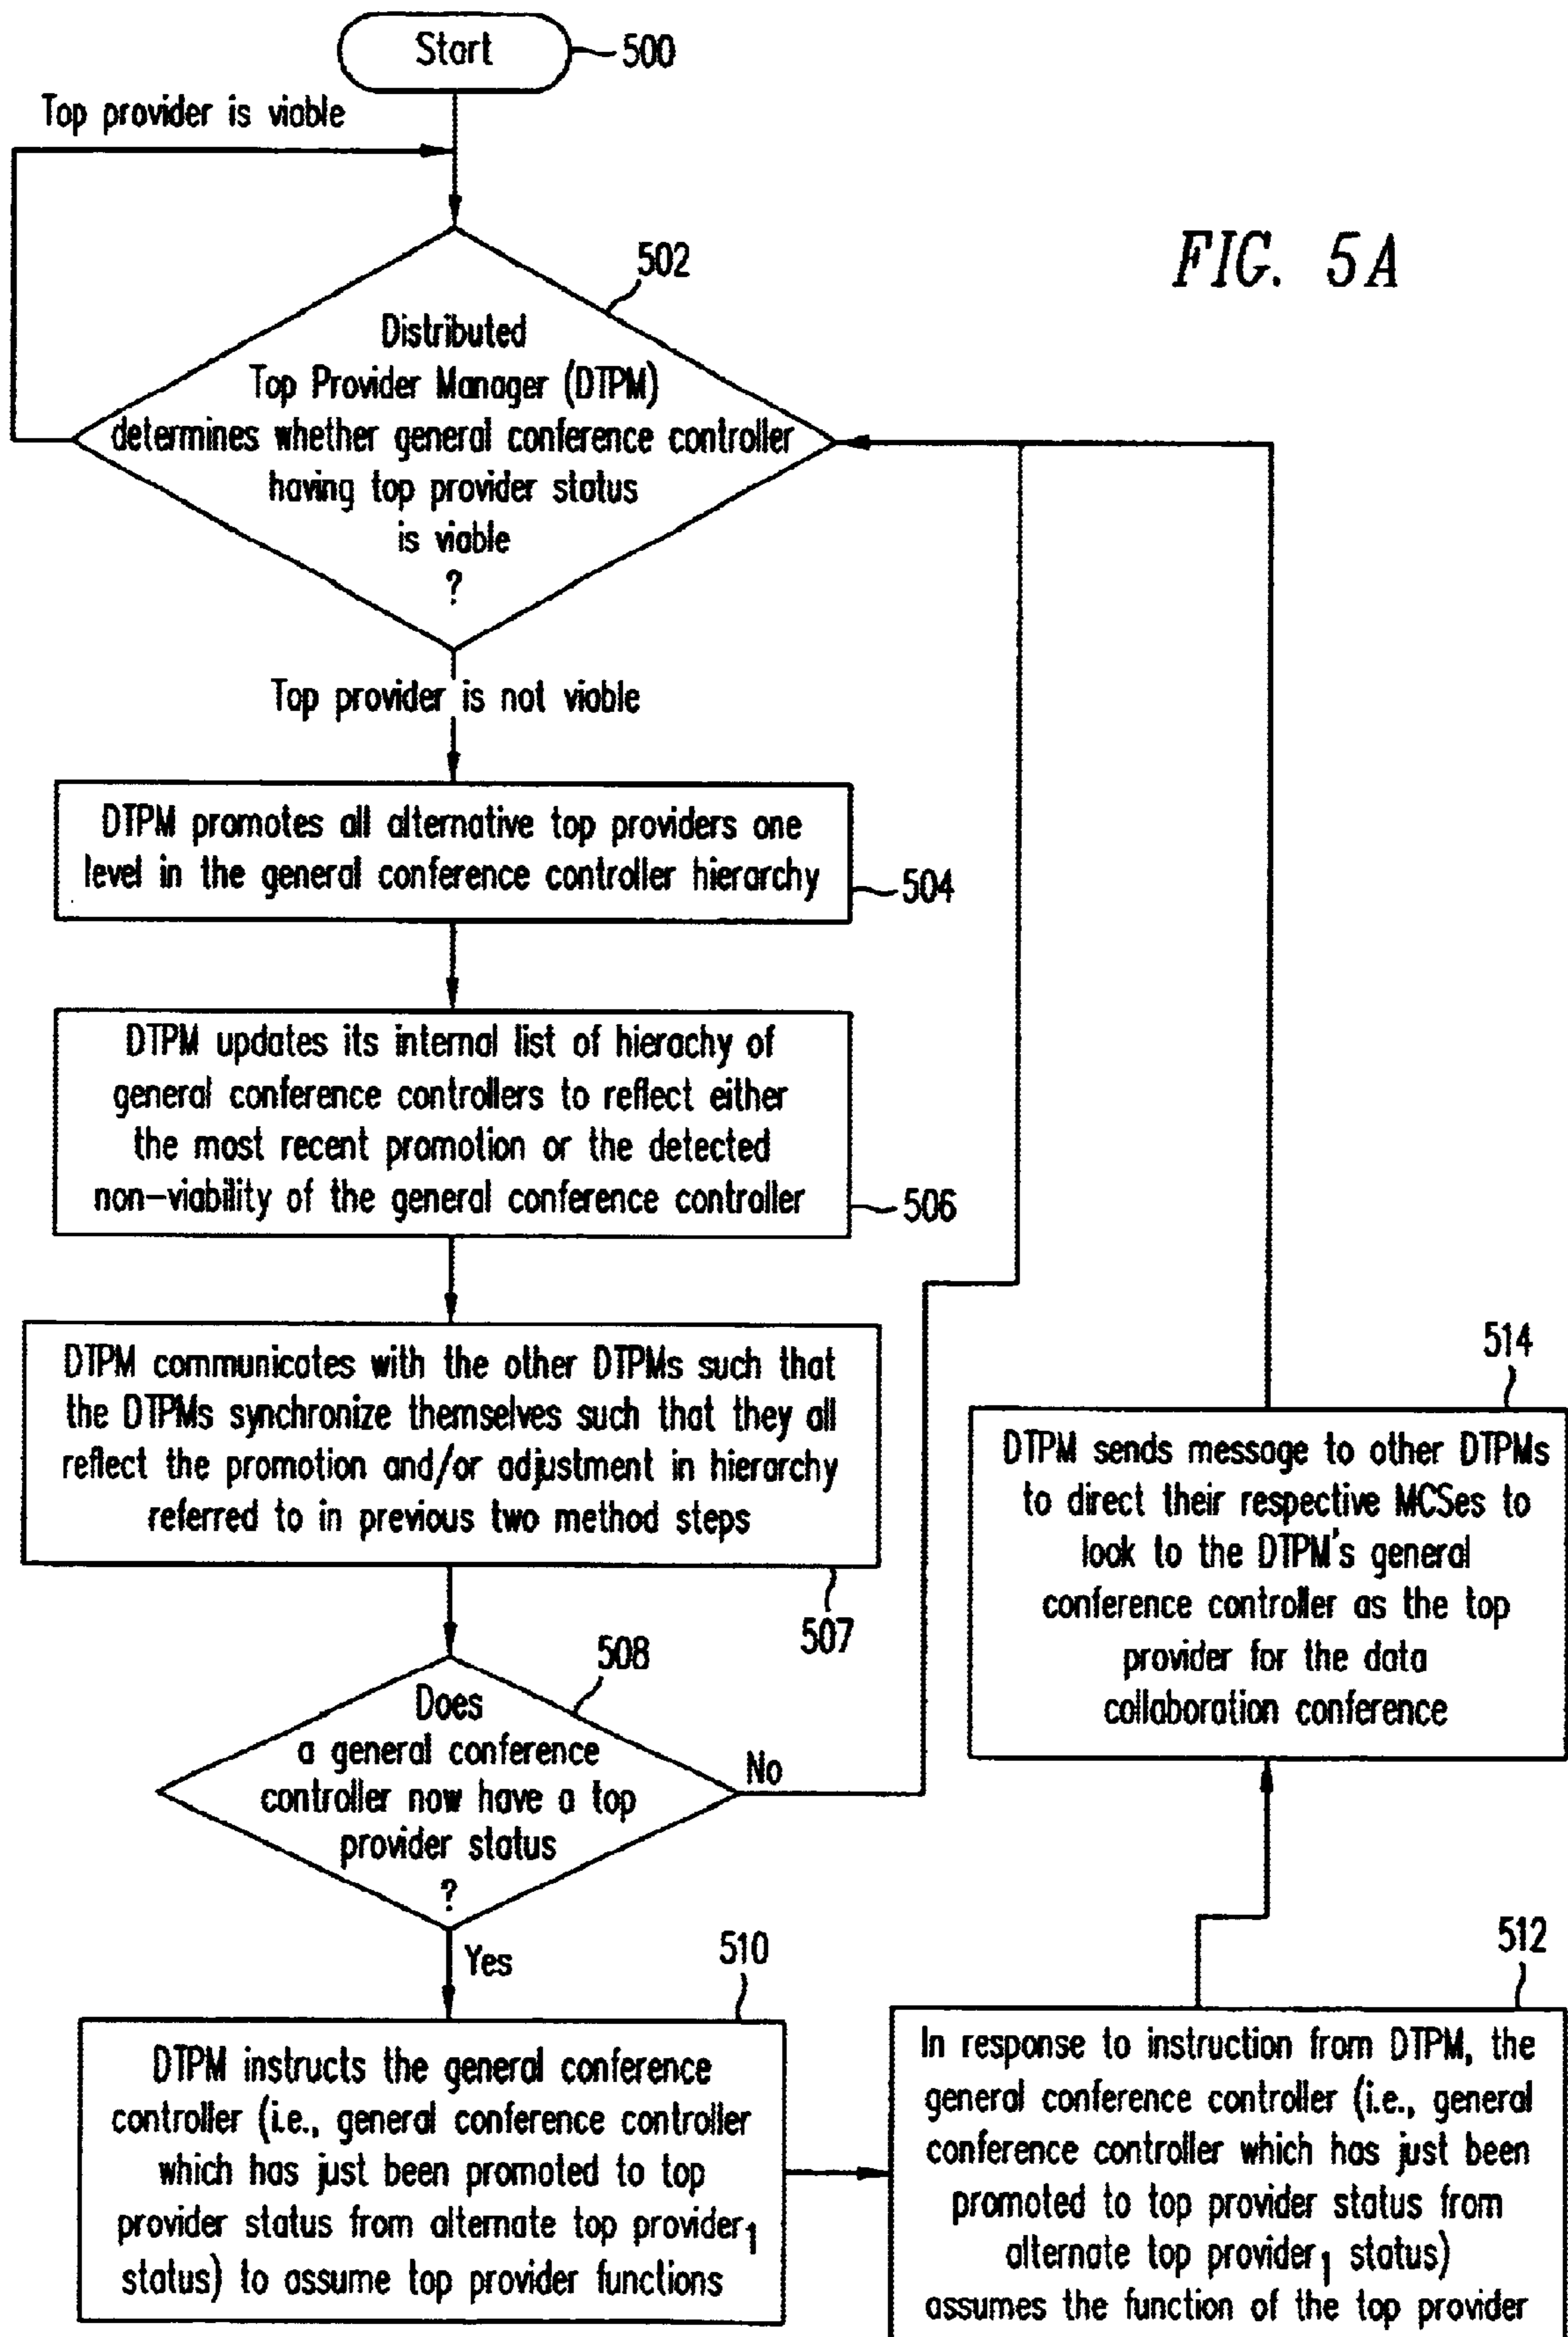 Start
500
Top provider is viable
FIG. 5A
502
Distributed
Top Provider Manager (DTPM)
determines whether general conference controller
having top provider status
is viable
?
Top provider is not viable
DTPM promotes all alternative top providers one
level in the general conference controller hierarchy
504
DTPM updates its internal list of hierachy of
general conference controllers to reflect either
the most recent promotion or the detected
non-viability of the general conference controller
506
DTPM communicates with the other DTPMs such that
the DTPMs synchronize themselves such that they all
reflect the promotion and/or adjustment in hierarchy
referred to in previous two method steps
507
508
Does
a general conference
controller now have a top
provider status
?
No
Yes
510
DTPM instructs the general conference
controller (i.e., general conference controller
which has just been promoted to top
provider status from alternate top provider1
status) to assume top provider functions
512
In response to instruction from DTPM, the
general conference controller (i.e., general
conference controller which has just been
promoted to top provider status from
alternate top provider1 status)
assumes the function of the top provider
514
DTPM sends message to other DTPMs
to direct their respective MCSes to
look to the DTPM's general
conference controller as the top
provider for the data
collaboration conference